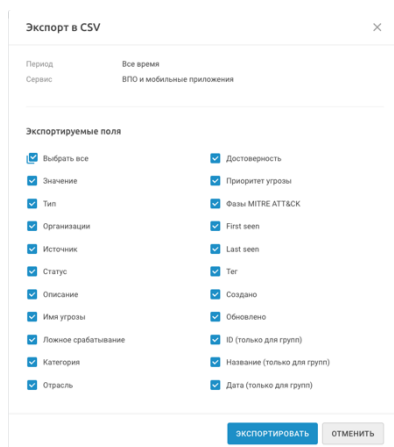 Экспорт в CSV
Период Все время
Сервис ВПО и мобильные приложения
Экспортируемые поля
Выбрать все
Значение
Тип
Организации
Источник
Статус
Описание
Имя угрозы
Ложное срабатывание
Категория
Отрасль
Достоверность
Приоритет угрозы
Фазы MITRE ATT&CK
First seen
Last seen
Тег
Создано
Обновлено
ID (только для групп)
Название (только для групп)
Дата (только для групп)
ЭКСПОРТИРОВАТЬ
ОТМЕНИТЬ